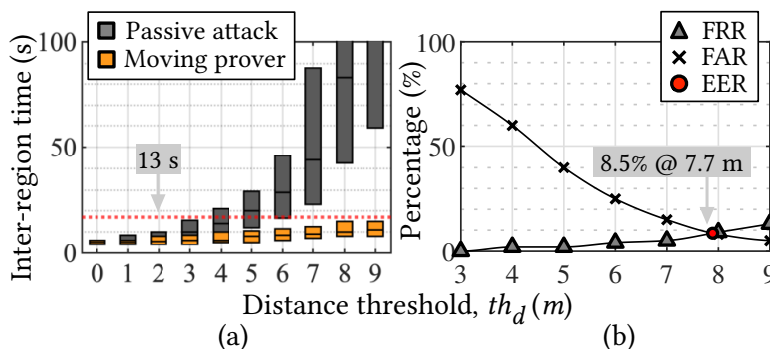 Passive attack
Moving prover
13 s
Inter-region time (s)
100
50
0
0 1 2 3 4 5 6 7 8 9
FRR
FAR
EER
8.5% @ 7.7 m
Percentage (%)
100
50
0
3 4 5 6 7 8 9
Distance threshold, th_d (m)
(a) (b)